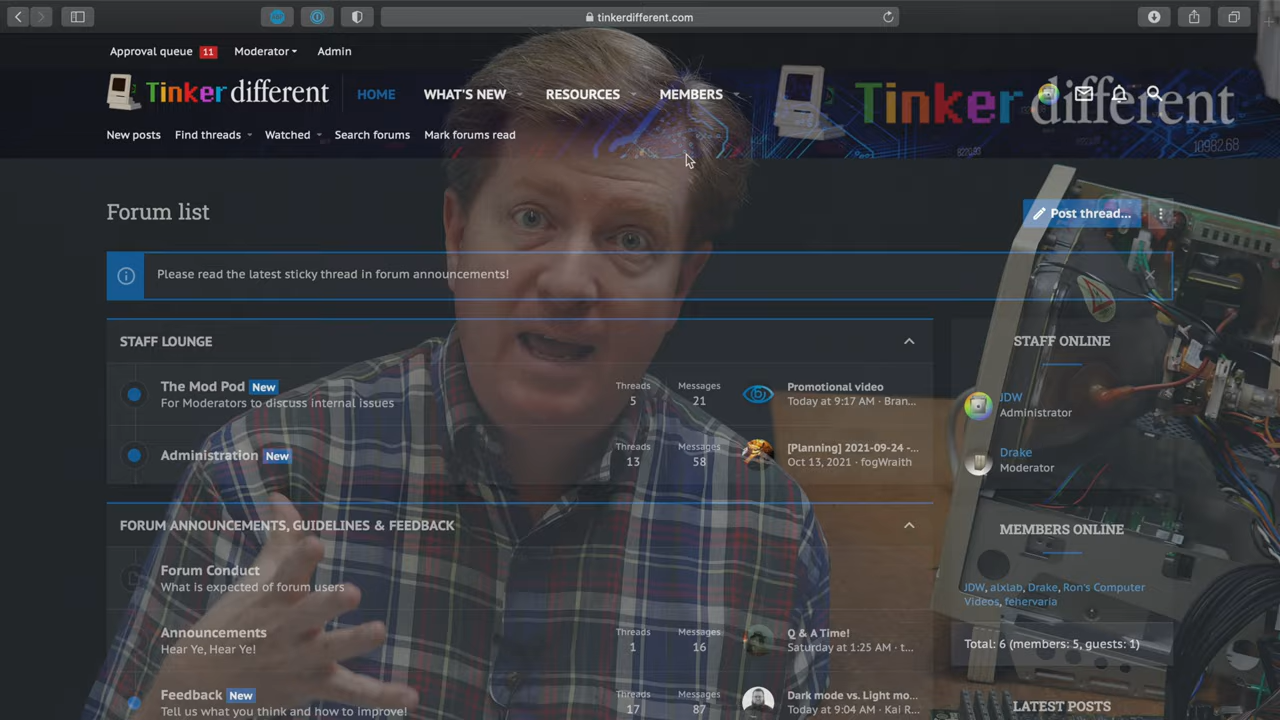 tinkerdifferent.com
Approval queue 11 Moderator Admin
Tinker different
HOME WHAT'S NEW RESOURCES MEMBERS
Tinker different
New posts Find threads Watched Search forums Mark forums read
827093
10982.68
Forum list
Post thread...
Please read the latest sticky thread in forum announcements!
STAFF LOUNGE
The Mod Pod New
For Moderators to discuss internal issues
Threads
5
Messages
21
Promotional video
Today at 9:17 AM · Bran...
Administration New
Threads
13
Messages
58
[Planning] 2021-09-24 -...
Oct 13, 2021 · fogWraith
FORUM ANNOUNCEMENTS, GUIDELINES & FEEDBACK
Forum Conduct
What is expected of forum users
Announcements
Hear Ye, Hear Ye!
Threads
1
Messages
16
Q & A Time!
Saturday at 1:25 AM · t...
Feedback New
Tell us what you think and how to improve!
Threads
17
Messages
87
Dark mode vs. Light mo...
Today at 9:04 AM · Kai R...
STAFF ONLINE
JDW
Administrator
Drake
Moderator
MEMBERS ONLINE
JDW, aixlab, Drake, Ron's Computer
Videos, fehervaria
Total: 6 (members: 5, guests: 1)
LATEST POSTS